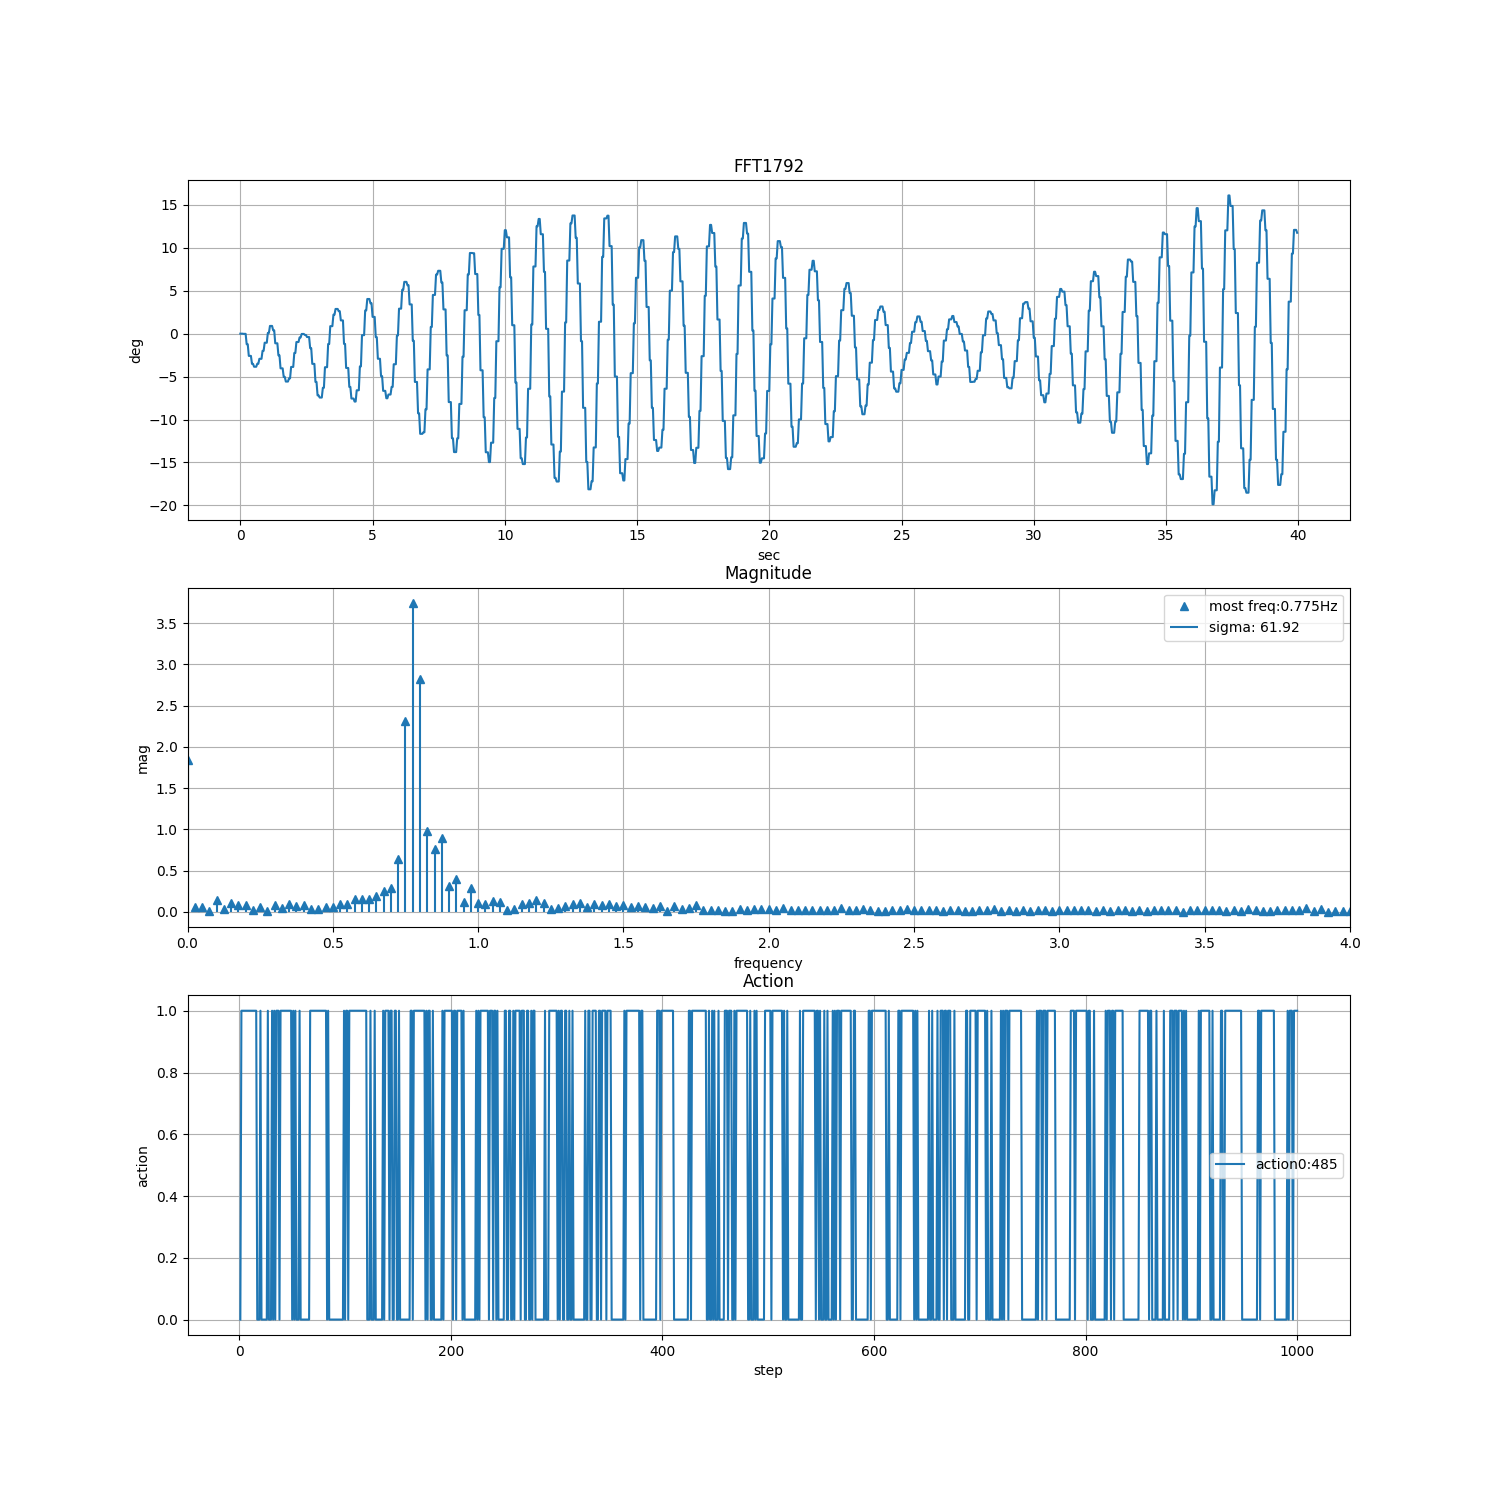 FFT1792
15
10
5
0
−5
−10
−15
−20
deg
0 5 10 15 20 25 30 35 40
sec
Magnitude
most freq:0.775Hz
sigma: 61.92
3.5
3.0
2.5
2.0
1.5
1.0
0.5
0.0
mag
0.0 0.5 1.0 1.5 2.0 2.5 3.0 3.5 4.0
frequency
Action
1.0
0.8
0.6
0.4
0.2
0.0
action
action0:485
0 200 400 600 800 1000
step